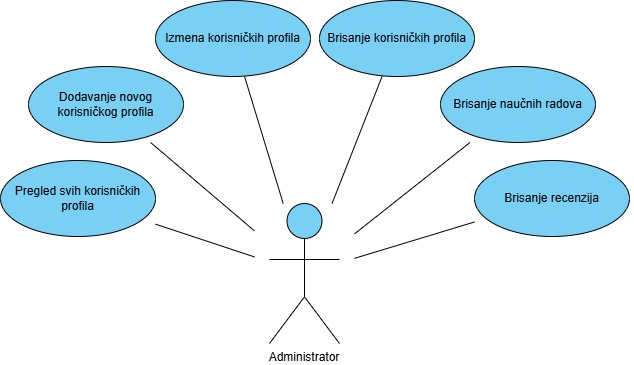 Izmena korisničkih profila
Brisanje korisničkih profila
Dodavanje novog
korisničkog profila
Brisanje naučnih radova
Pregled svih korisničkih
profila
Brisanje recenzija
Administrator